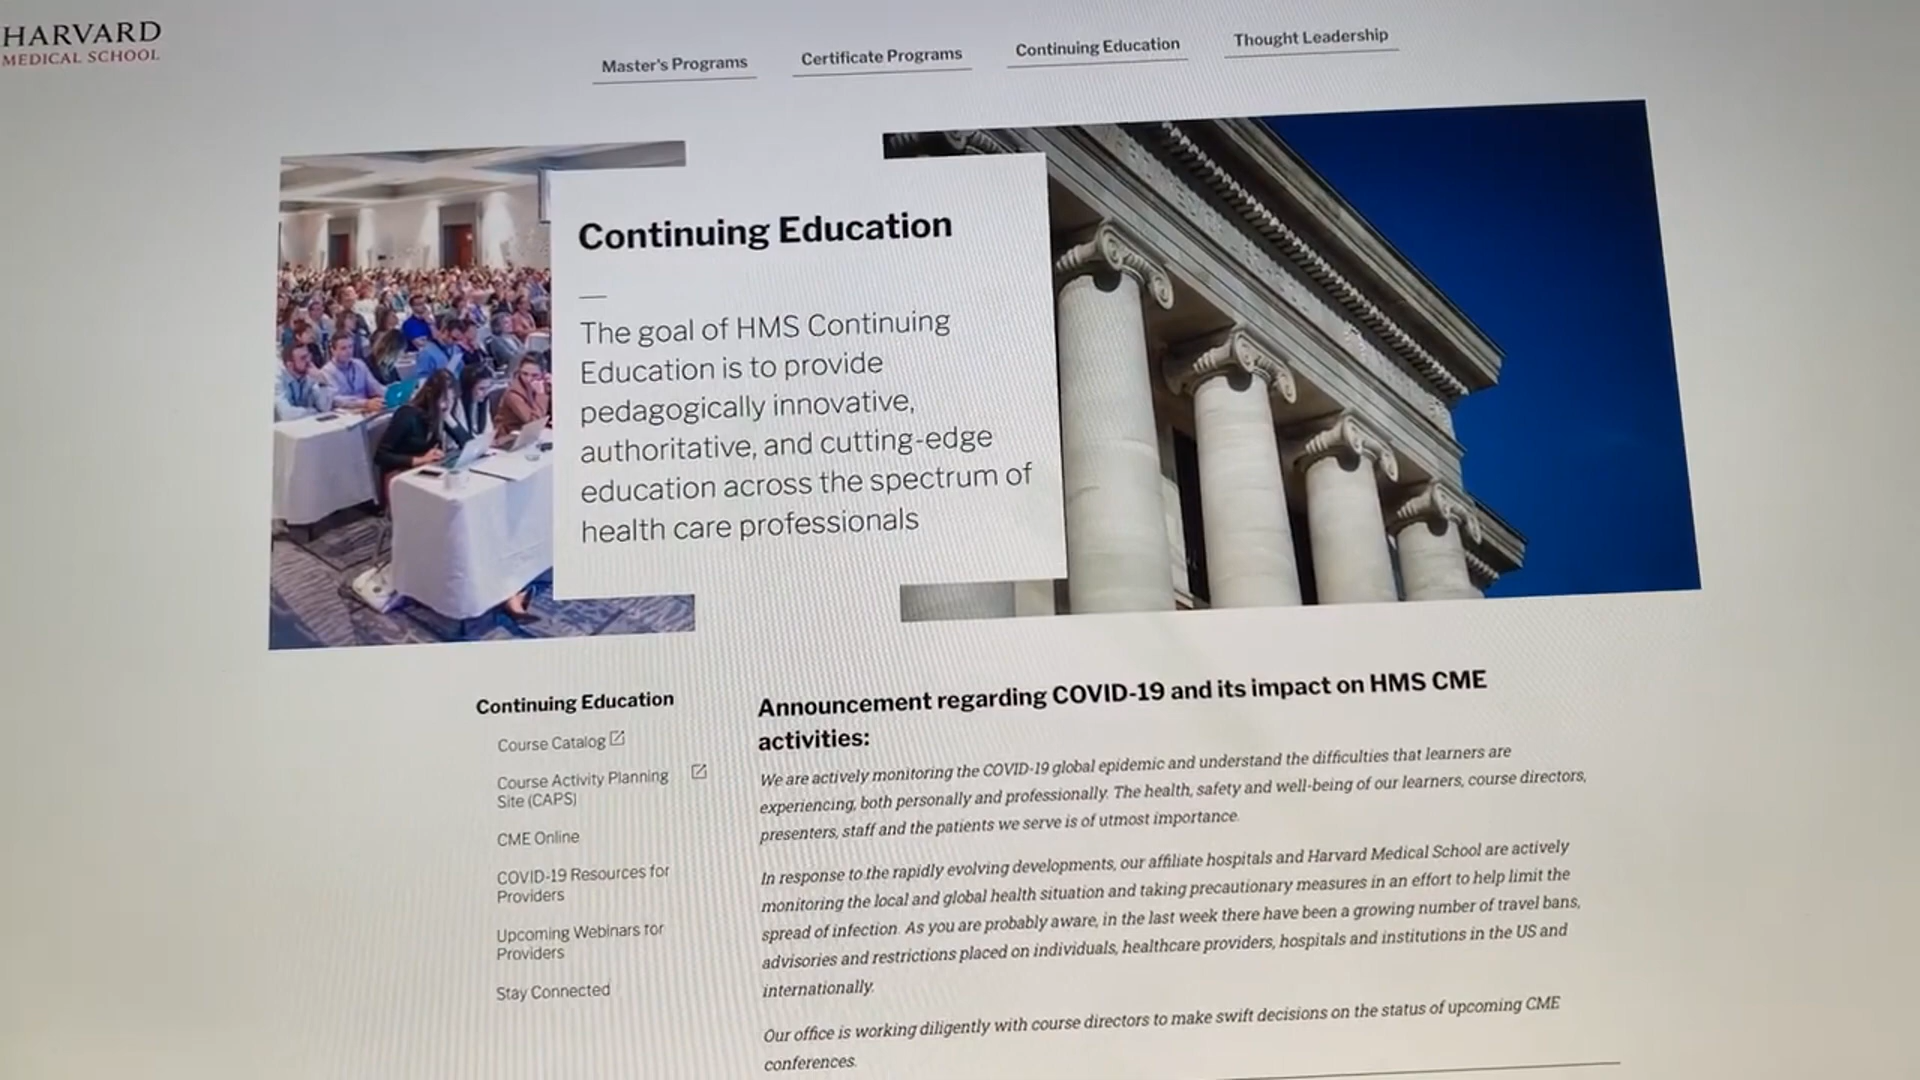 HARVARD
MEDICAL SCHOOL
Master's Programs
Certificate Programs
Continuing Education
Thought Leadership
Continuing Education
The goal of HMS Continuing
Education is to provide
pedagogically innovative,
authoritative, and cutting-edge
education across the spectrum of
health care professionals
Continuing Education
Course Catalog
Course Activity Planning
Site (CAPS)
CME Online
COVID-19 Resources for
Providers
Upcoming Webinars for
Providers
Stay Connected
Announcement regarding COVID-19 and its impact on HMS CME
activities:
We are actively monitoring the COVID-19 global epidemic and understand the difficulties that learners are
experiencing, both personally and professionally. The health, safety and well-being of our learners, course directors,
presenters, staff and the patients we serve is of utmost importance.
In response to the rapidly evolving developments, our affiliate hospitals and Harvard Medical School are actively
monitoring the local and global health situation and taking precautionary measures in an effort to help limit the
spread of infection. As you are probably aware, in the last week there have been a growing number of travel bans,
advisories and restrictions placed on individuals, healthcare providers, hospitals and institutions in the US and
internationally.
Our office is working diligently with course directors to make swift decisions on the status of upcoming CME
conferences.